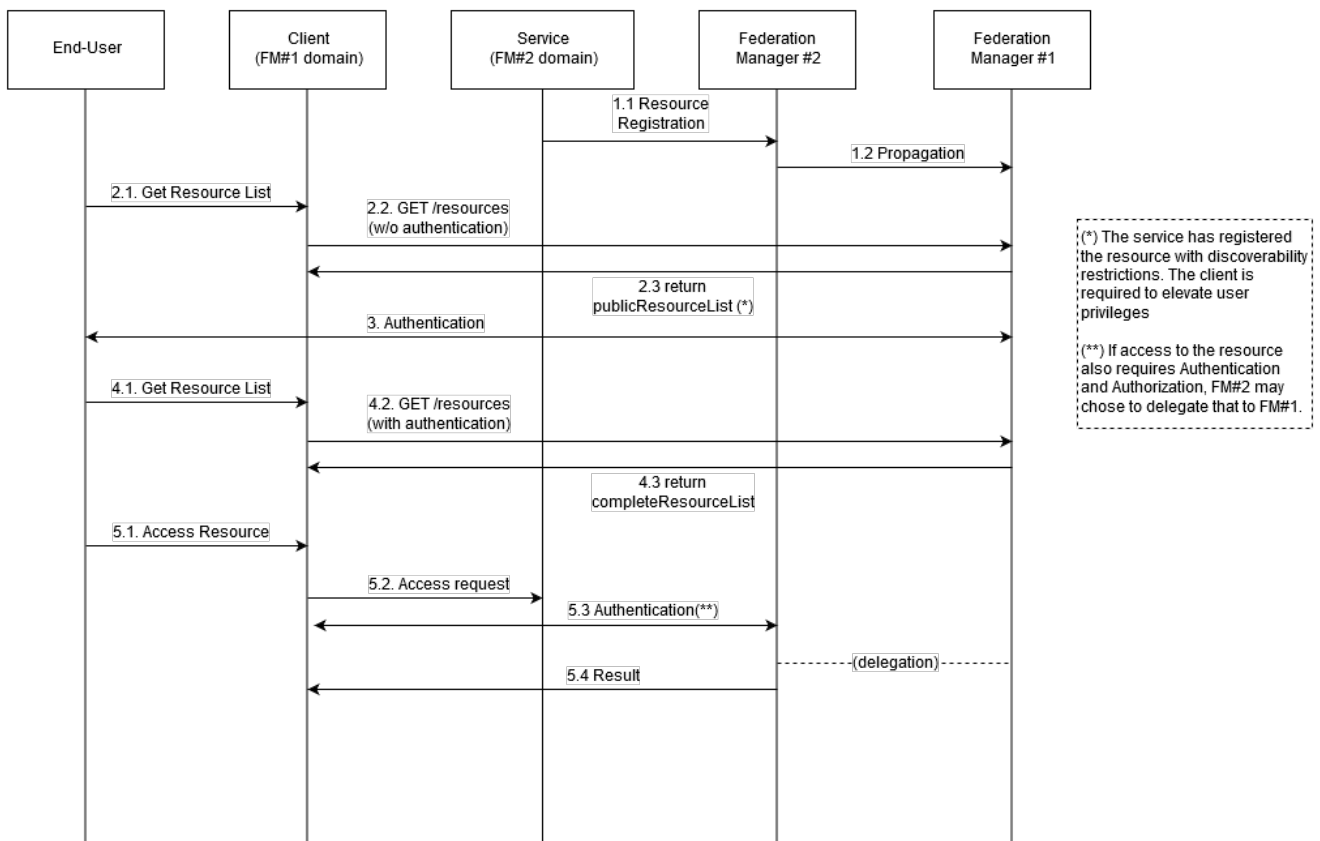 End-User
Client
(FM#1 domain)
Service
(FM#2 domain)
Federation
Manager #2
Federation
Manager #1
1.1 Resource
Registration
1.2 Propagation
2.1. Get Resource List
2.2. GET /resources
(w/o authentication)
2.3 return
publicResourceList (*)
3. Authentication
4.1. Get Resource List
4.2. GET /resources
(with authentication)
4.3 return
completeResourceList
5.1. Access Resource
5.2. Access request
5.3 Authentication(**)
(delegation)
5.4 Result
(*) The service has registered
the resource with discoverability
restrictions. The client is
required to elevate user
privileges
(**) If access to the resource
also requires Authentication
and Authorization, FM#2 may
chose to delegate that to FM#1.